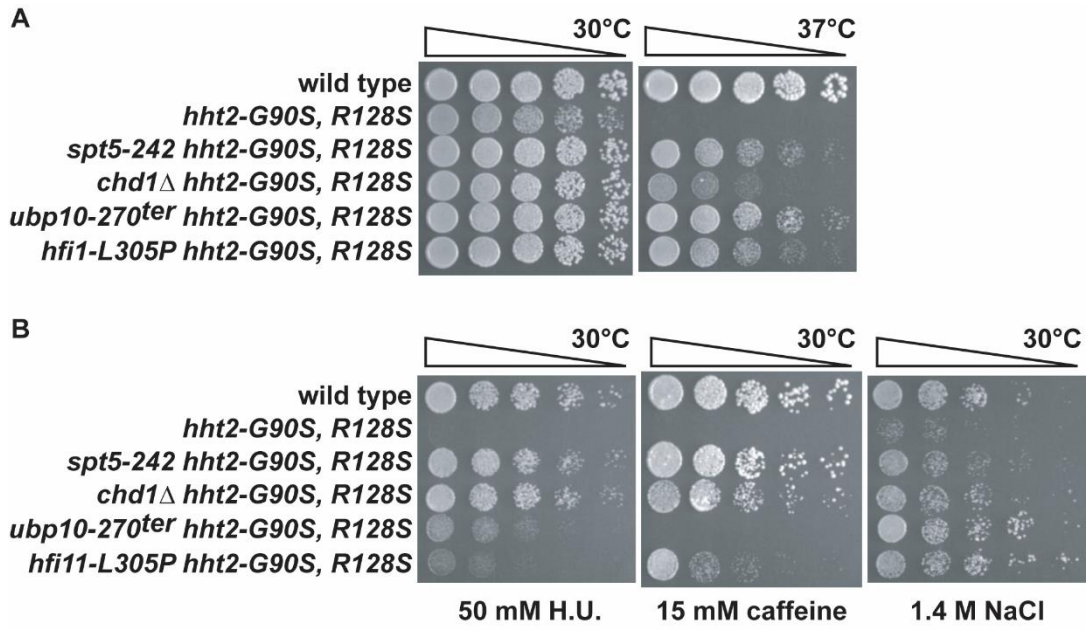 A
30°C 37°C
wild type
hht2-G90S, R128S
spt5-242 hht2-G90S, R128S
chd1Δ hht2-G90S, R128S
ubp10-270ter hht2-G90S, R128S
hfi1-L305P hht2-G90S, R128S
B
30°C 30°C 30°C
wild type
hht2-G90S, R128S
spt5-242 hht2-G90S, R128S
chd1Δ hht2-G90S, R128S
ubp10-270ter hht2-G90S, R128S
hfi11-L305P hht2-G90S, R128S
50 mM H.U. 15 mM caffeine 1.4 M NaCl